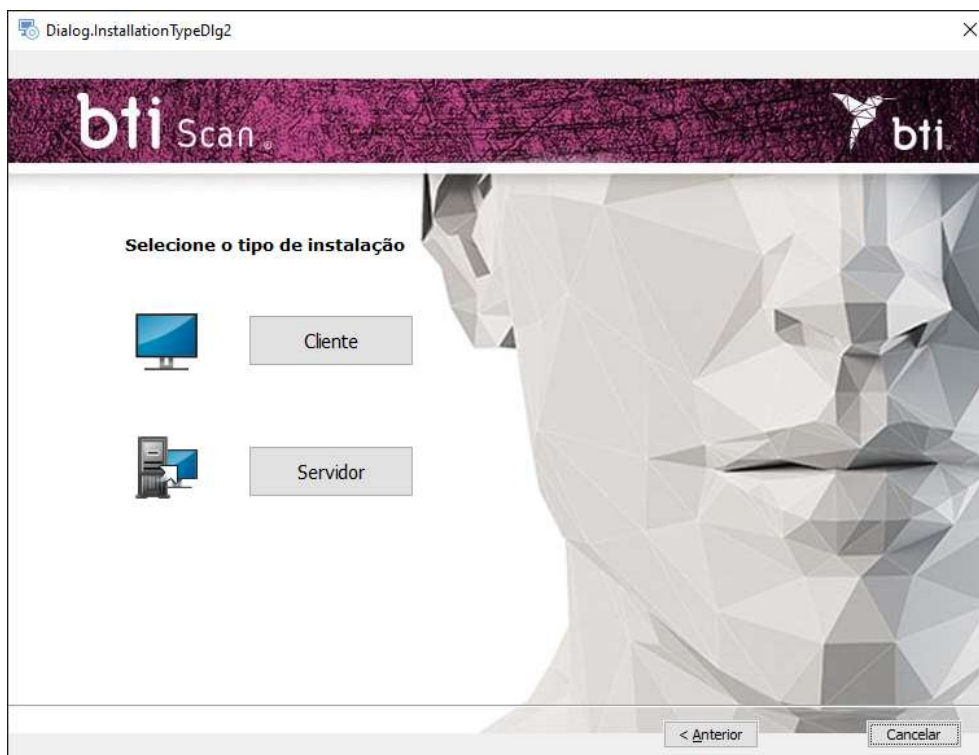 Dialog.InstallationTypeDlg2
bti Scan ®
bti
Selecione o tipo de instalação
Cliente
Servidor
< Anterior
Cancelar